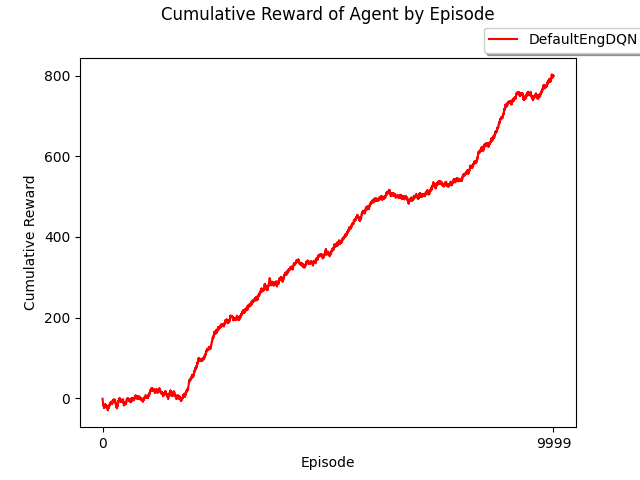 Cumulative Reward of Agent by Episode
DefaultEngDQN
800
600
400
200
0
Cumulative Reward
0
9999
Episode